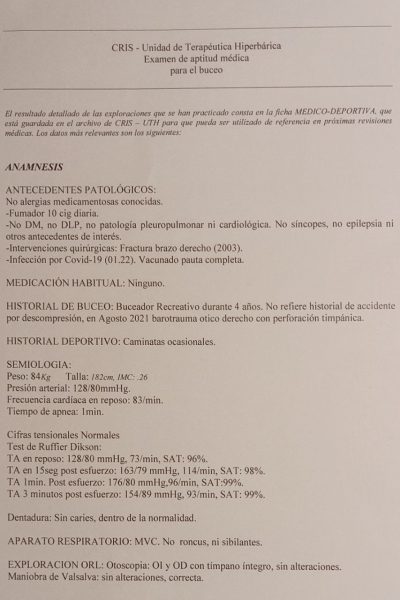 CRIS - Unidad de Terapéutica Hiperbárica
Examen de aptitud médica
para el buceo
El resultado detallado de las exploraciones que se han practicado consta en la ficha MEDICO-DEPORTIVA, que
está guardada en el archivo de CRIS – UTH para que pueda ser utilizado de referencia en próximas revisiones
médicas. Los datos más relevantes son los siguientes:
ANAMNESIS
ANTECEDENTES PATOLÓGICOS:
No alergias medicamentosas conocidas.
-Fumador 10 cig diaria.
-No DM, no DLP, no patología pleuropulmonar ni cardiológica. No síncopes, no epilepsia ni
otros antecedentes de interés.
-Intervenciones quirúrgicas: Fractura brazo derecho (2003).
-Infección por Covid-19 (01.22). Vacunado pauta completa.
MEDICACIÓN HABITUAL: Ninguno.
HISTORIAL DE BUCEO: Buceador Recreativo durante 4 años. No refiere historial de accidente
por descompresión, en Agosto 2021 barotrauma otico derecho con perforación timpánica.
HISTORIAL DEPORTIVO: Caminatas ocasionales.
SEMIOLOGIA:
Peso: 84Kg Talla: 182cm, IMC: .26
Presión arterial: 128/80mmHg.
Frecuencia cardíaca en reposo: 83/min.
Tiempo de apnea: 1min.
Cifras tensionales Normales
Test de Ruffier Dikson:
TA en reposo: 128/80 mmHg, 73/min, SAT: 96%.
TA en 15seg post esfuerzo: 163/79 mmHg, 114/min, SAT: 98%.
TA 1min. Post esfuerzo: 176/80 mmHg,96/min, SAT:99%.
TA 3 minutos post esfuerzo: 154/89 mmHg, 93/min, SAT: 99%.
Dentadura: Sin caries, dentro de la normalidad.
APARATO RESPIRATORIO: MVC. No roncus, ni sibilantes.
EXPLORACION ORL: Otoscopia: OI y OD con timpano íntegro, sin alteraciones.
Maniobra de Valsalva: sin alteraciones, correcta.